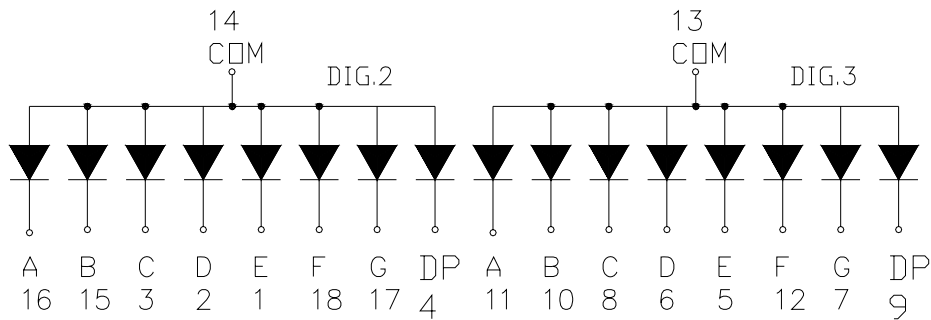 14 13
COM COM
DIG.2 DIG.3
A B C D E F G DP A B C D E F G DP
16 15 3 2 1 18 17 4 11 10 8 6 5 12 7 9